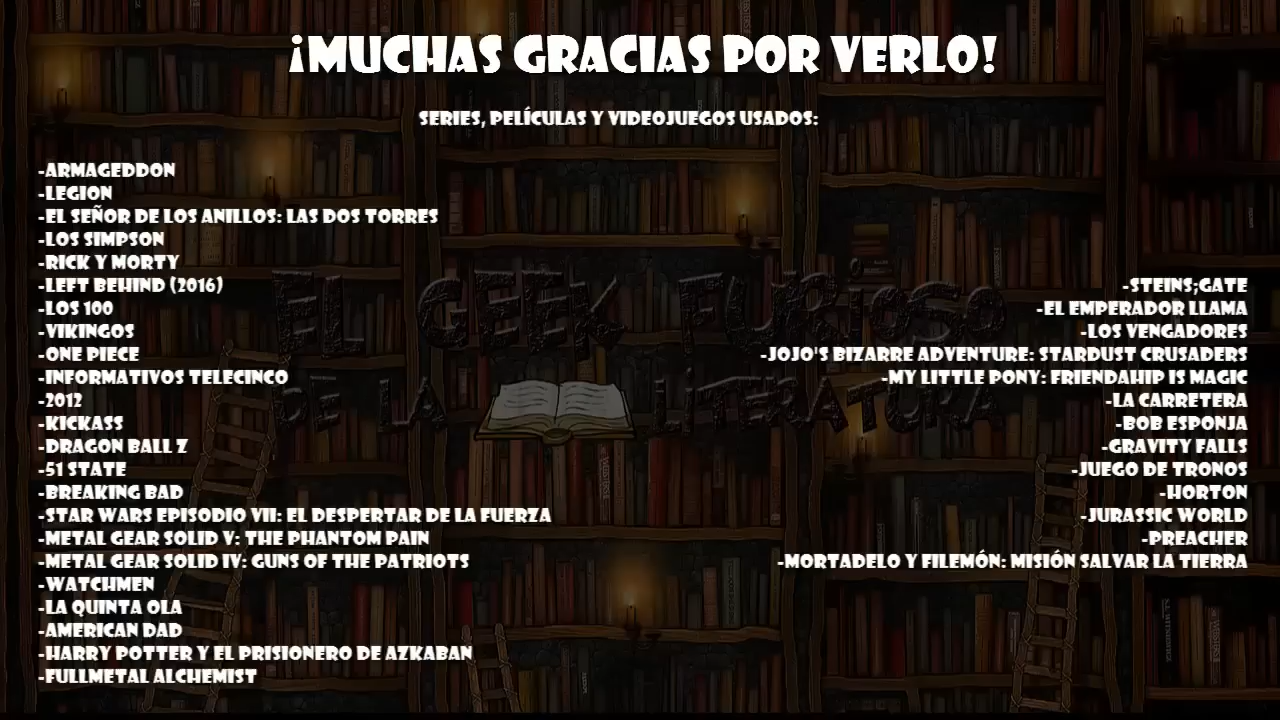 ¡MUCHAS GRACIAS POR VERLO!
SERIES, PELÍCULAS Y VIDEOJUEGOS USADOS:
-ARMAGEDDON
-LEGION
-EL SEÑOR DE LOS ANILLOS: LAS DOS TORRES
-LOS SIMPSON
-RICK Y MORTY
-LEFT BEHIND (2016)
-LOS 100
-VIKINGOS
-ONE PIECE
-INFORMATIVOS TELECINCO
-2012
-KICKASS
-DRAGON BALL Z
-51 STATE
-BREAKING BAD
-STAR WARS EPISODIO VII: EL DESPERTAR DE LA FUERZA
-METAL GEAR SOLID V: THE PHANTOM PAIN
-METAL GEAR SOLID IV: GUNS OF THE PATRIOTS
-WATCHMEN
-LA QUINTA OLA
-AMERICAN DAD
-HARRY POTTER Y EL PRISIONERO DE AZKABAN
-FULLMETAL ALCHEMIST
-STEINS;GATE
-EL EMPERADOR LLAMA
-LOS VENGADORES
-JOJO'S BIZARRE ADVENTURE: STARDUST CRUSADERS
-MY LITTLE PONY: FRIENDAHIP IS MAGIC
-LA CARRETERA
-BOB ESPONJA
-GRAVITY FALLS
-JUEGO DE TRONOS
-HORTON
-JURASSIC WORLD
-PREACHER
-MORTADELO Y FILEMÓN: MISIÓN SALVAR LA TIERRA
EL GEEK FURIOSO
DE LA LITERATURA